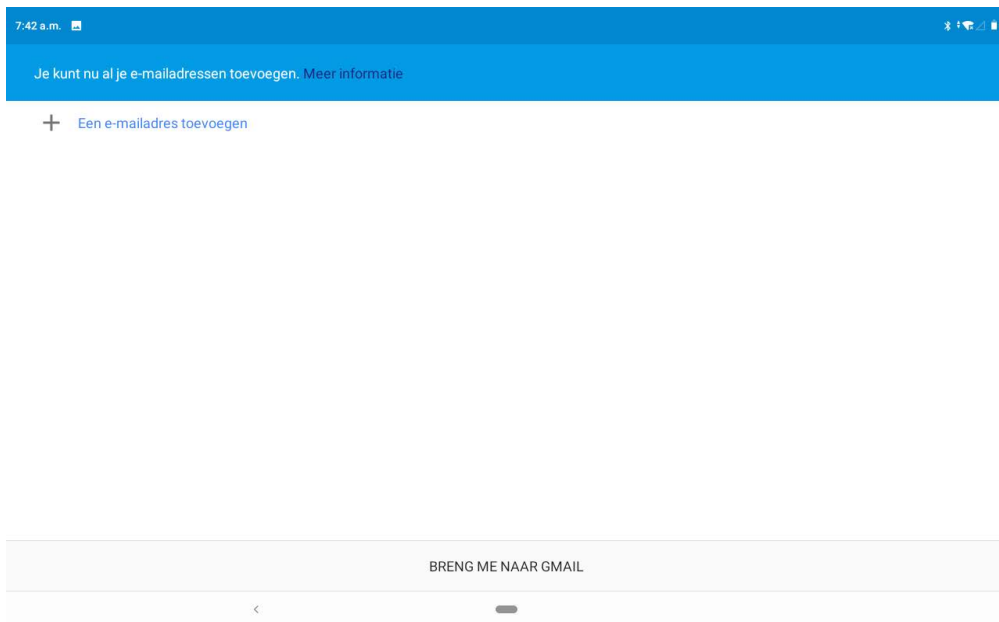 7:42 a.m.
Je kunt nu al je e-mailadressen toevoegen. Meer informatie
Een e-mailadres toevoegen
BRENG ME NAAR GMAIL